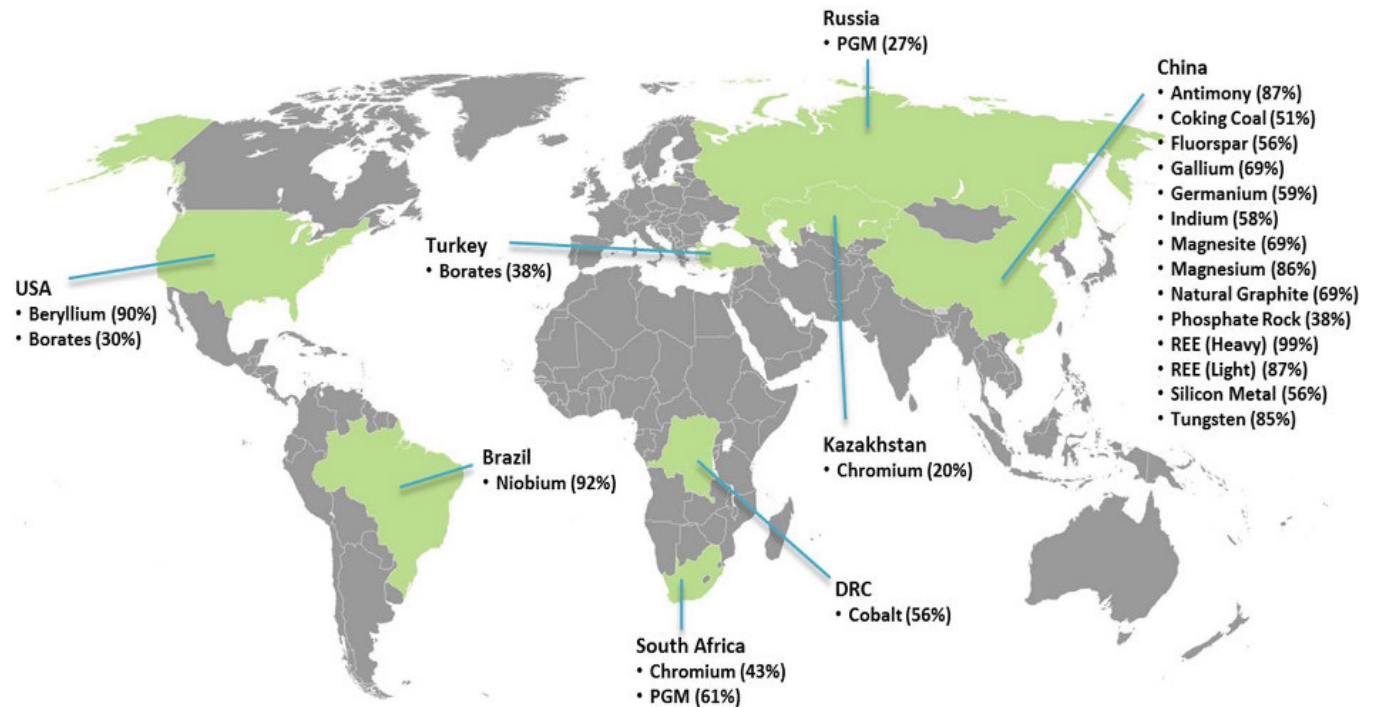 Russia
• PGM (27%)
China
• Antimony (87%)
• Coking Coal (51%)
• Fluorspar (56%)
• Gallium (69%)
• Germanium (59%)
• Indium (58%)
• Magnesite (69%)
• Magnesium (86%)
• Natural Graphite (69%)
• Phosphate Rock (38%)
• REE (Heavy) (99%)
• REE (Light) (87%)
• Silicon Metal (56%)
• Tungsten (85%)
Turkey
• Borates (38%)
USA
• Beryllium (90%)
• Borates (30%)
Kazakhstan
• Chromium (20%)
Brazil
• Niobium (92%)
DRC
• Cobalt (56%)
South Africa
• Chromium (43%)
• PGM (61%)